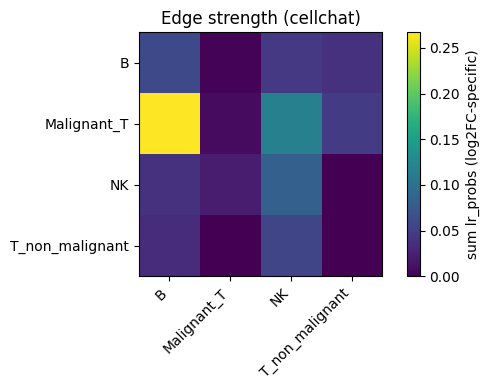 Edge strength (cellchat)
B
Malignant_T
NK
T_non_malignant
B
Malignant_T
NK
T_non_malignant
0.25
0.20
0.15
0.10
0.05
0.00
sum lr_probs (log2FC-specific)